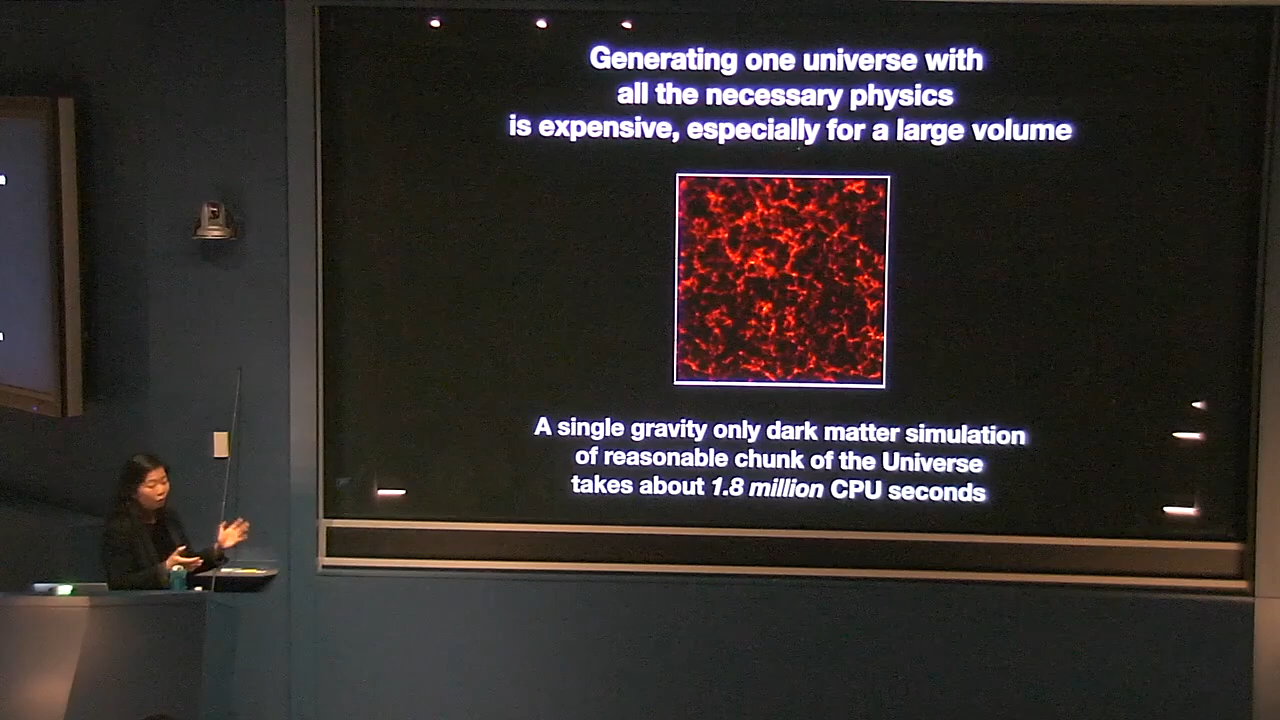 Generating one universe with
all the necessary physics
is expensive, especially for a large volume
A single gravity only dark matter simulation
of reasonable chunk of the Universe
takes about 1.8 million CPU seconds